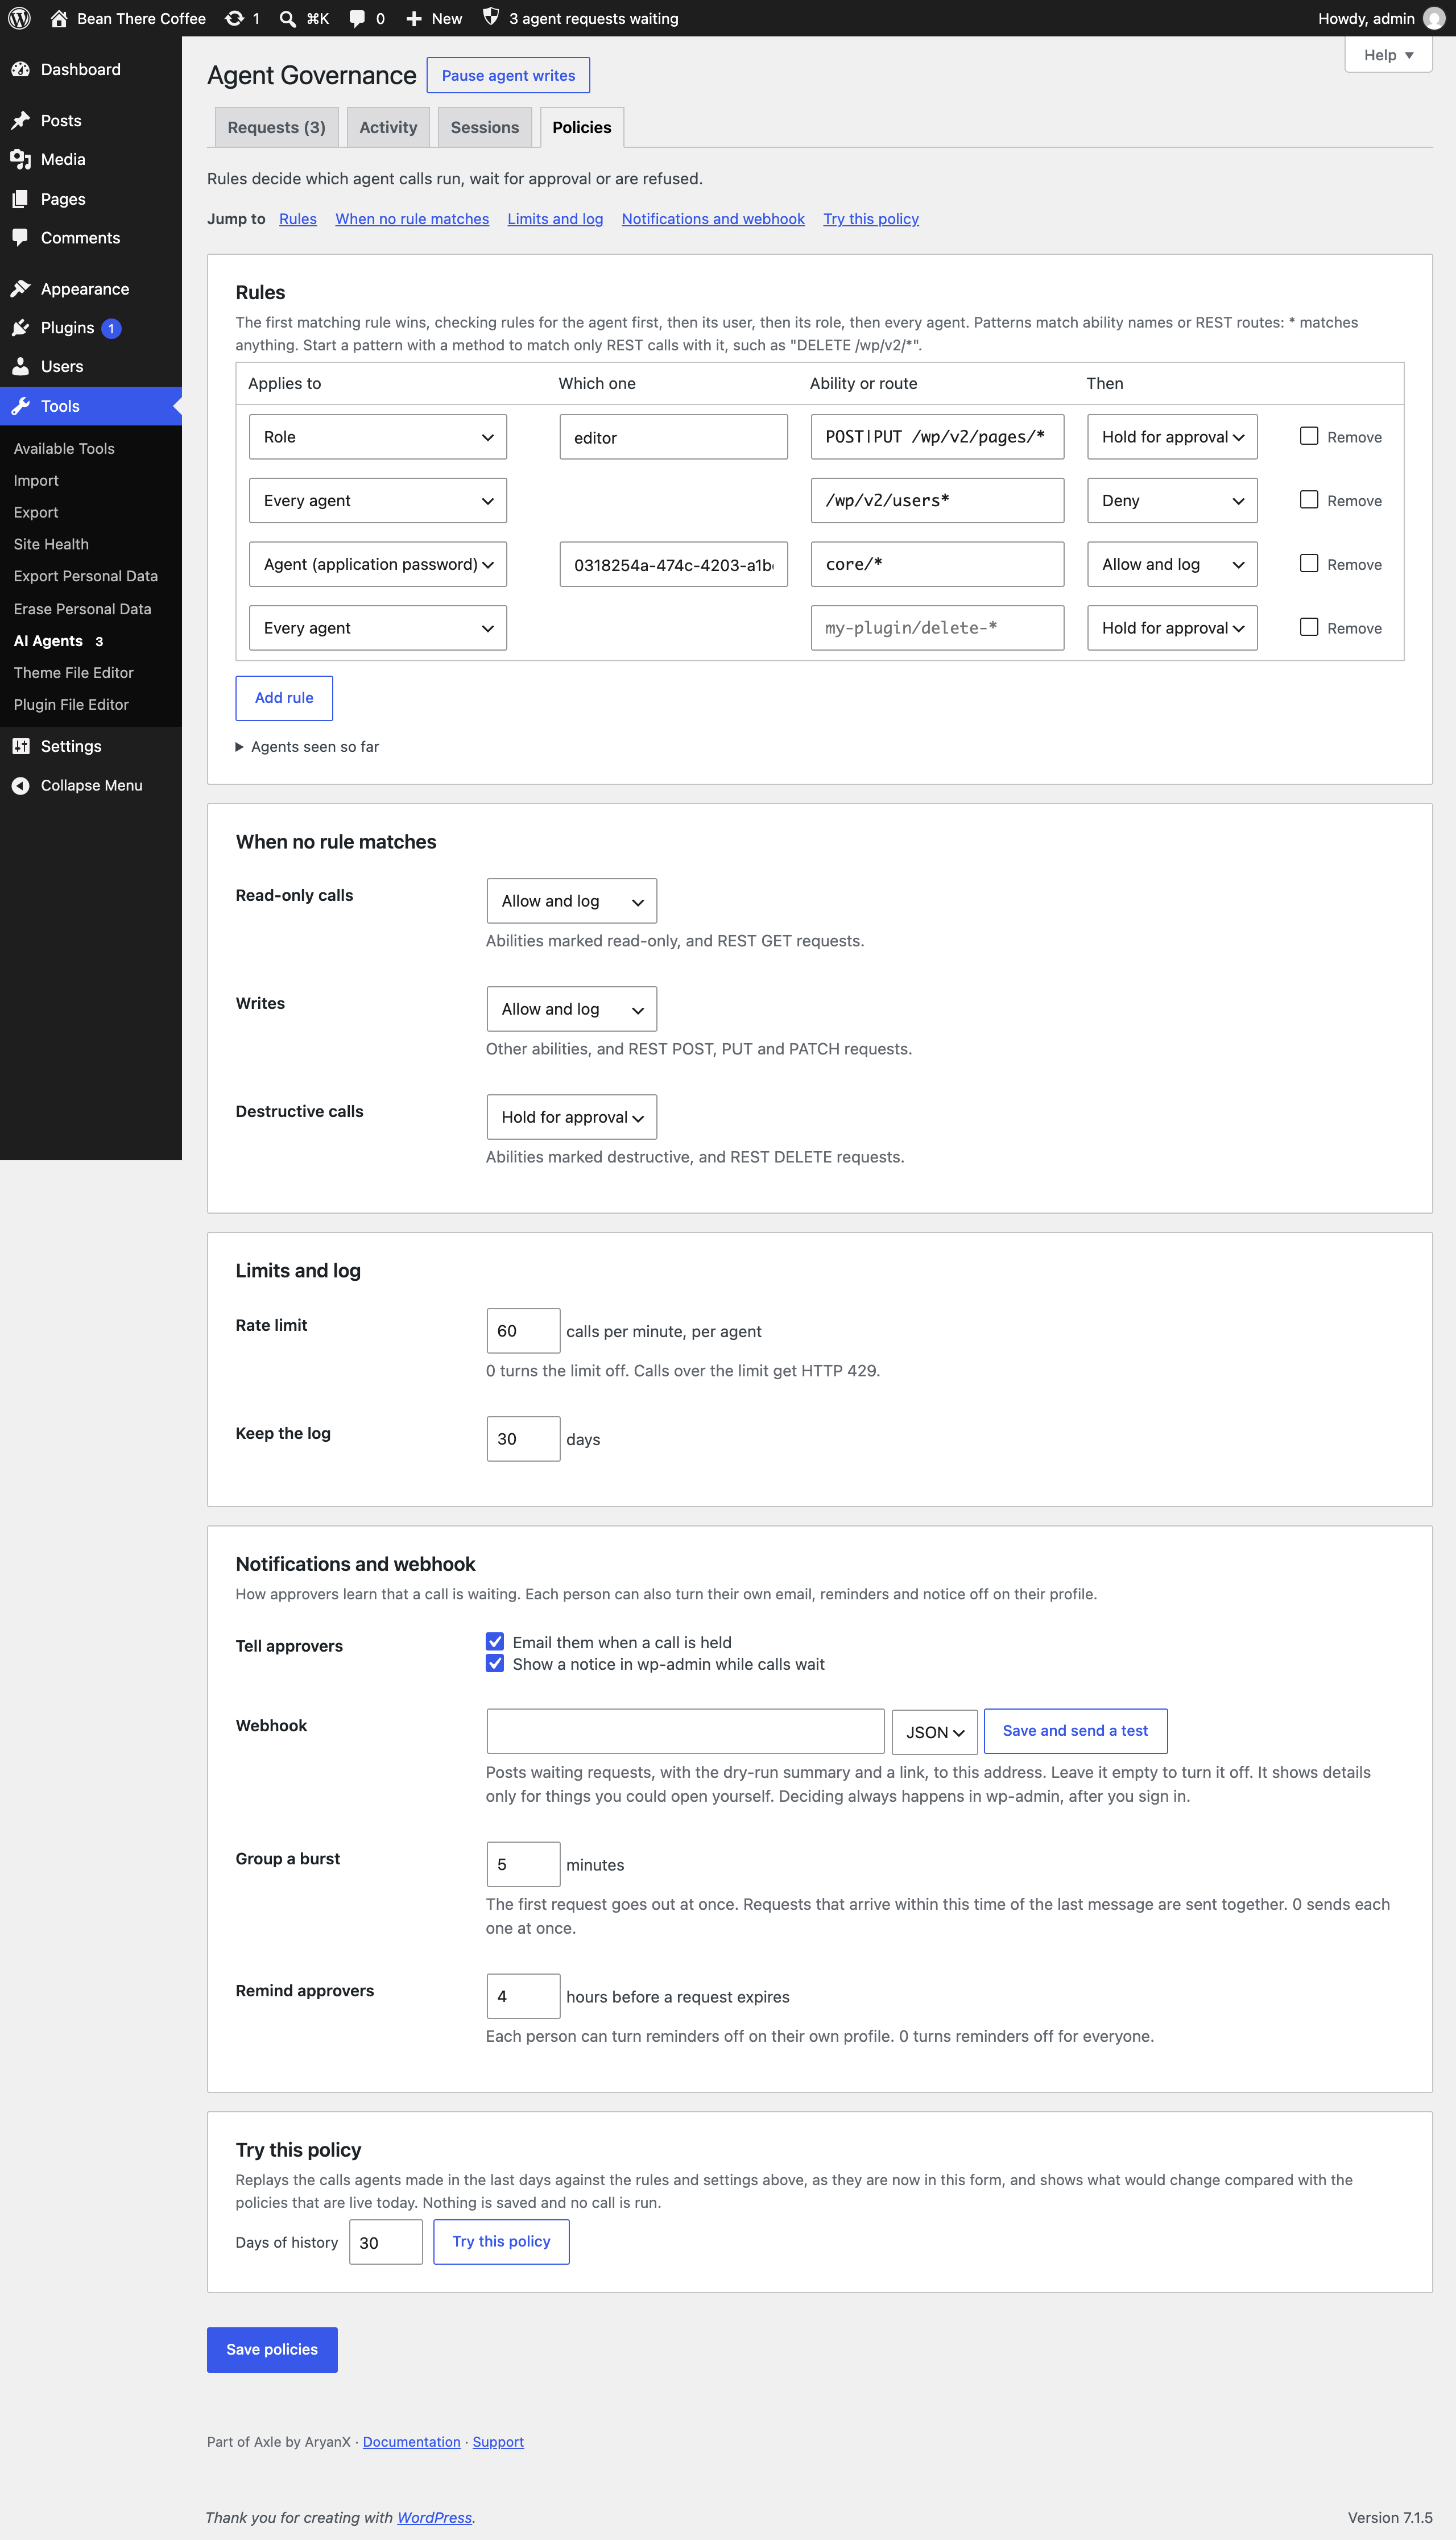 Bean There Coffee 1 ⌘K 0 New 3 agent requests waiting Howdy, admin
Help
Dashboard
Posts
Media
Pages
Comments
Appearance
Plugins 1
Users
Tools
Available Tools
Import
Export
Site Health
Export Personal Data
Erase Personal Data
AI Agents 3
Theme File Editor
Plugin File Editor
Settings
Collapse Menu
Agent Governance Pause agent writes
Requests (3) Activity Sessions Policies
Rules decide which agent calls run, wait for approval or are refused.
Jump to Rules When no rule matches Limits and log Notifications and webhook Try this policy
Rules
The first matching rule wins, checking rules for the agent first, then its user, then its role, then every agent. Patterns match ability names or REST routes: * matches
anything. Start a pattern with a method to match only REST calls with it, such as "DELETE /wp/v2/*".
Applies to Which one Ability or route Then
Role editor POST|PUT /wp/v2/pages/* Hold for approval Remove
Every agent /wp/v2/users* Deny Remove
Agent (application password) 0318254a-474c-4203-a1b core/* Allow and log Remove
Every agent my-plugin/delete-* Hold for approval Remove
Add rule
Agents seen so far
When no rule matches
Read-only calls Allow and log
Abilities marked read-only, and REST GET requests.
Writes Allow and log
Other abilities, and REST POST, PUT and PATCH requests.
Destructive calls Hold for approval
Abilities marked destructive, and REST DELETE requests.
Limits and log
Rate limit 60 calls per minute, per agent
0 turns the limit off. Calls over the limit get HTTP 429.
Keep the log 30 days
Notifications and webhook
How approvers learn that a call is waiting. Each person can also turn their own email, reminders and notice off on their profile.
Tell approvers Email them when a call is held
Show a notice in wp-admin while calls wait
Webhook JSON Save and send a test
Posts waiting requests, with the dry-run summary and a link, to this address. Leave it empty to turn it off. It shows details
only for things you could open yourself. Deciding always happens in wp-admin, after you sign in.
Group a burst 5 minutes
The first request goes out at once. Requests that arrive within this time of the last message are sent together. 0 sends each
one at once.
Remind approvers 4 hours before a request expires
Each person can turn reminders off on their own profile. 0 turns reminders off for everyone.
Try this policy
Replays the calls agents made in the last days against the rules and settings above, as they are now in this form, and shows what would change compared with the
policies that are live today. Nothing is saved and no call is run.
Days of history 30 Try this policy
Save policies
Part of Axle by AryanX · Documentation · Support
Thank you for creating with WordPress. Version 7.1.5